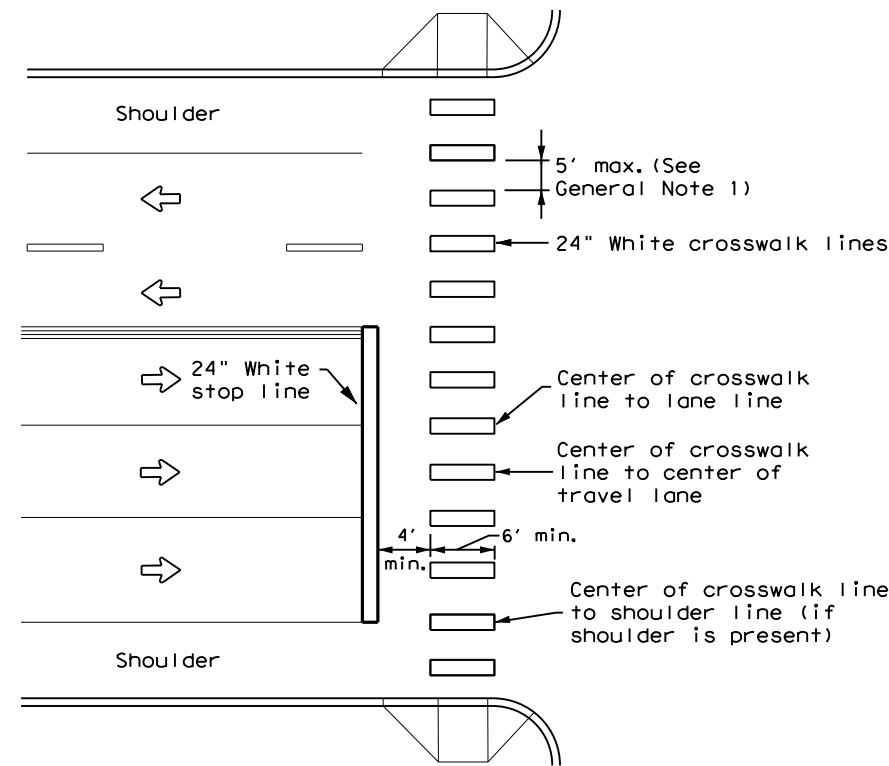 Shoulder
5' max. (See
General Note 1)
24" White crosswalk lines
24" White
stop line
Center of crosswalk
line to lane line
Center of crosswalk
line to center of
travel lane
4'
min.
6' min.
Center of crosswalk line
to shoulder line (if
shoulder is present)
Shoulder